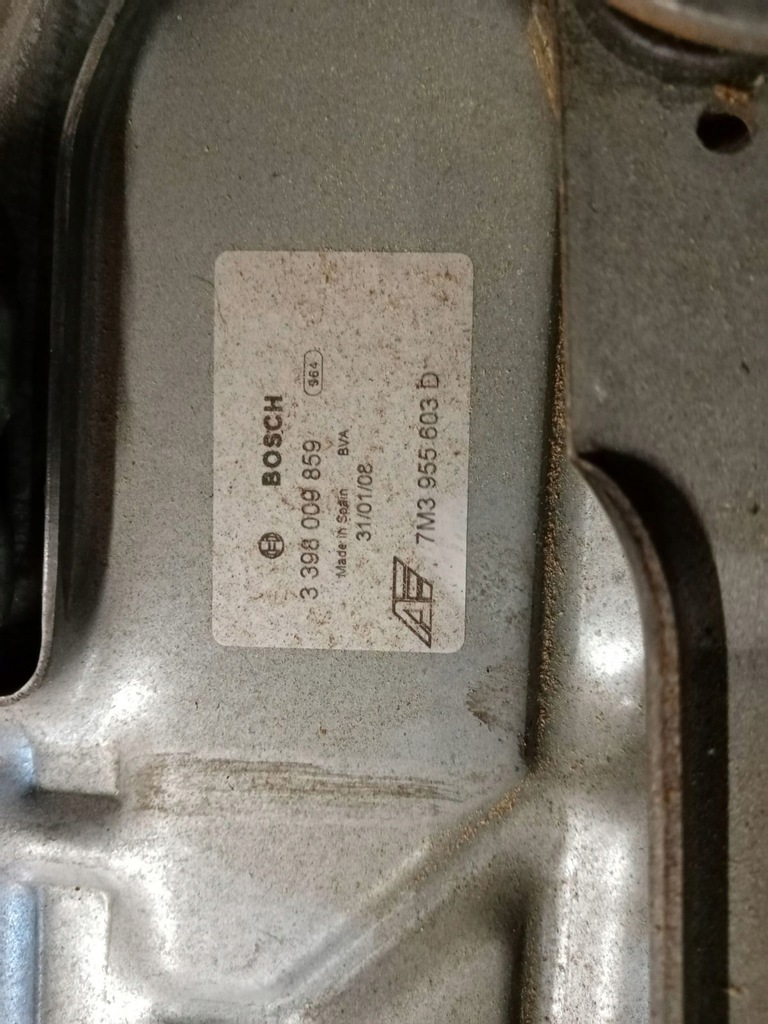 BOSCH
3 398 009 859
964
Made in Spain BVA
31/01/08
7M3 955 603 D